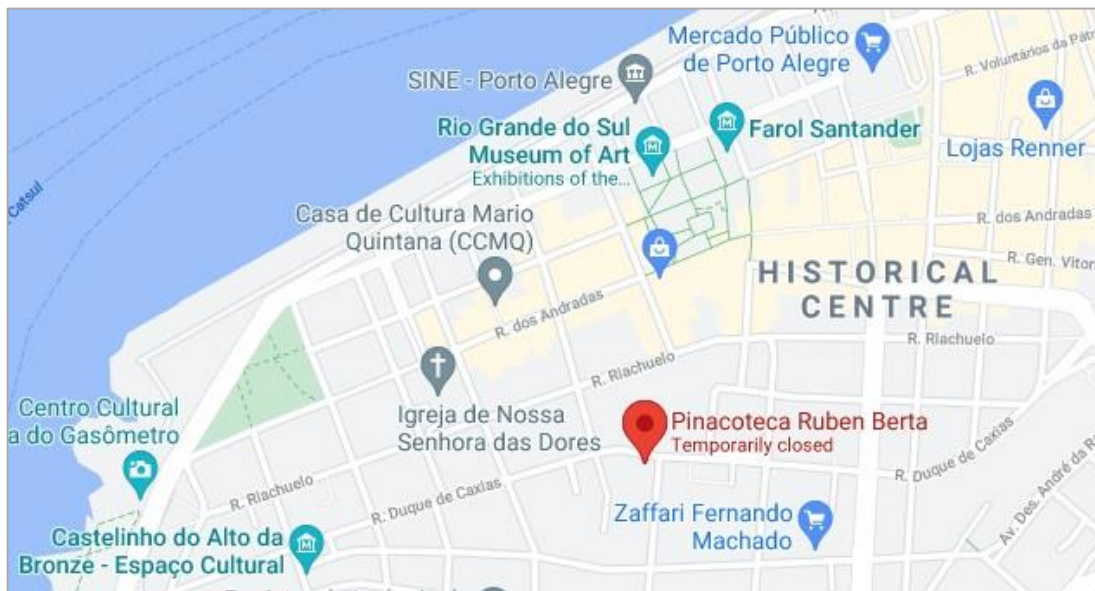 Mercado Público
de Porto Alegre
R. Voluntários da Pátr
SINE - Porto Alegre
Rio Grande do Sul
Museum of Art
Exhibitions of the...
Farol Santander
Lojas Renner
Catsul
Casa de Cultura Mario
Quintana (CCMQ)
R. dos Andradas
R. Gen. Vitori
HISTORICAL
CENTRE
R. dos Andradas
R. Riachuelo
R. Riachuelo
Centro Cultural
a do Gasômetro
Igreja de Nossa
Senhora das Dores
Pinacoteca Ruben Berta
Temporarily closed
R. Duque de Caxias
R. Riachuelo
R. Duque de Caxias
Av. Des. André da R
Zaffari Fernando
Machado
Castelinho do Alto da
Bronze - Espaço Cultural